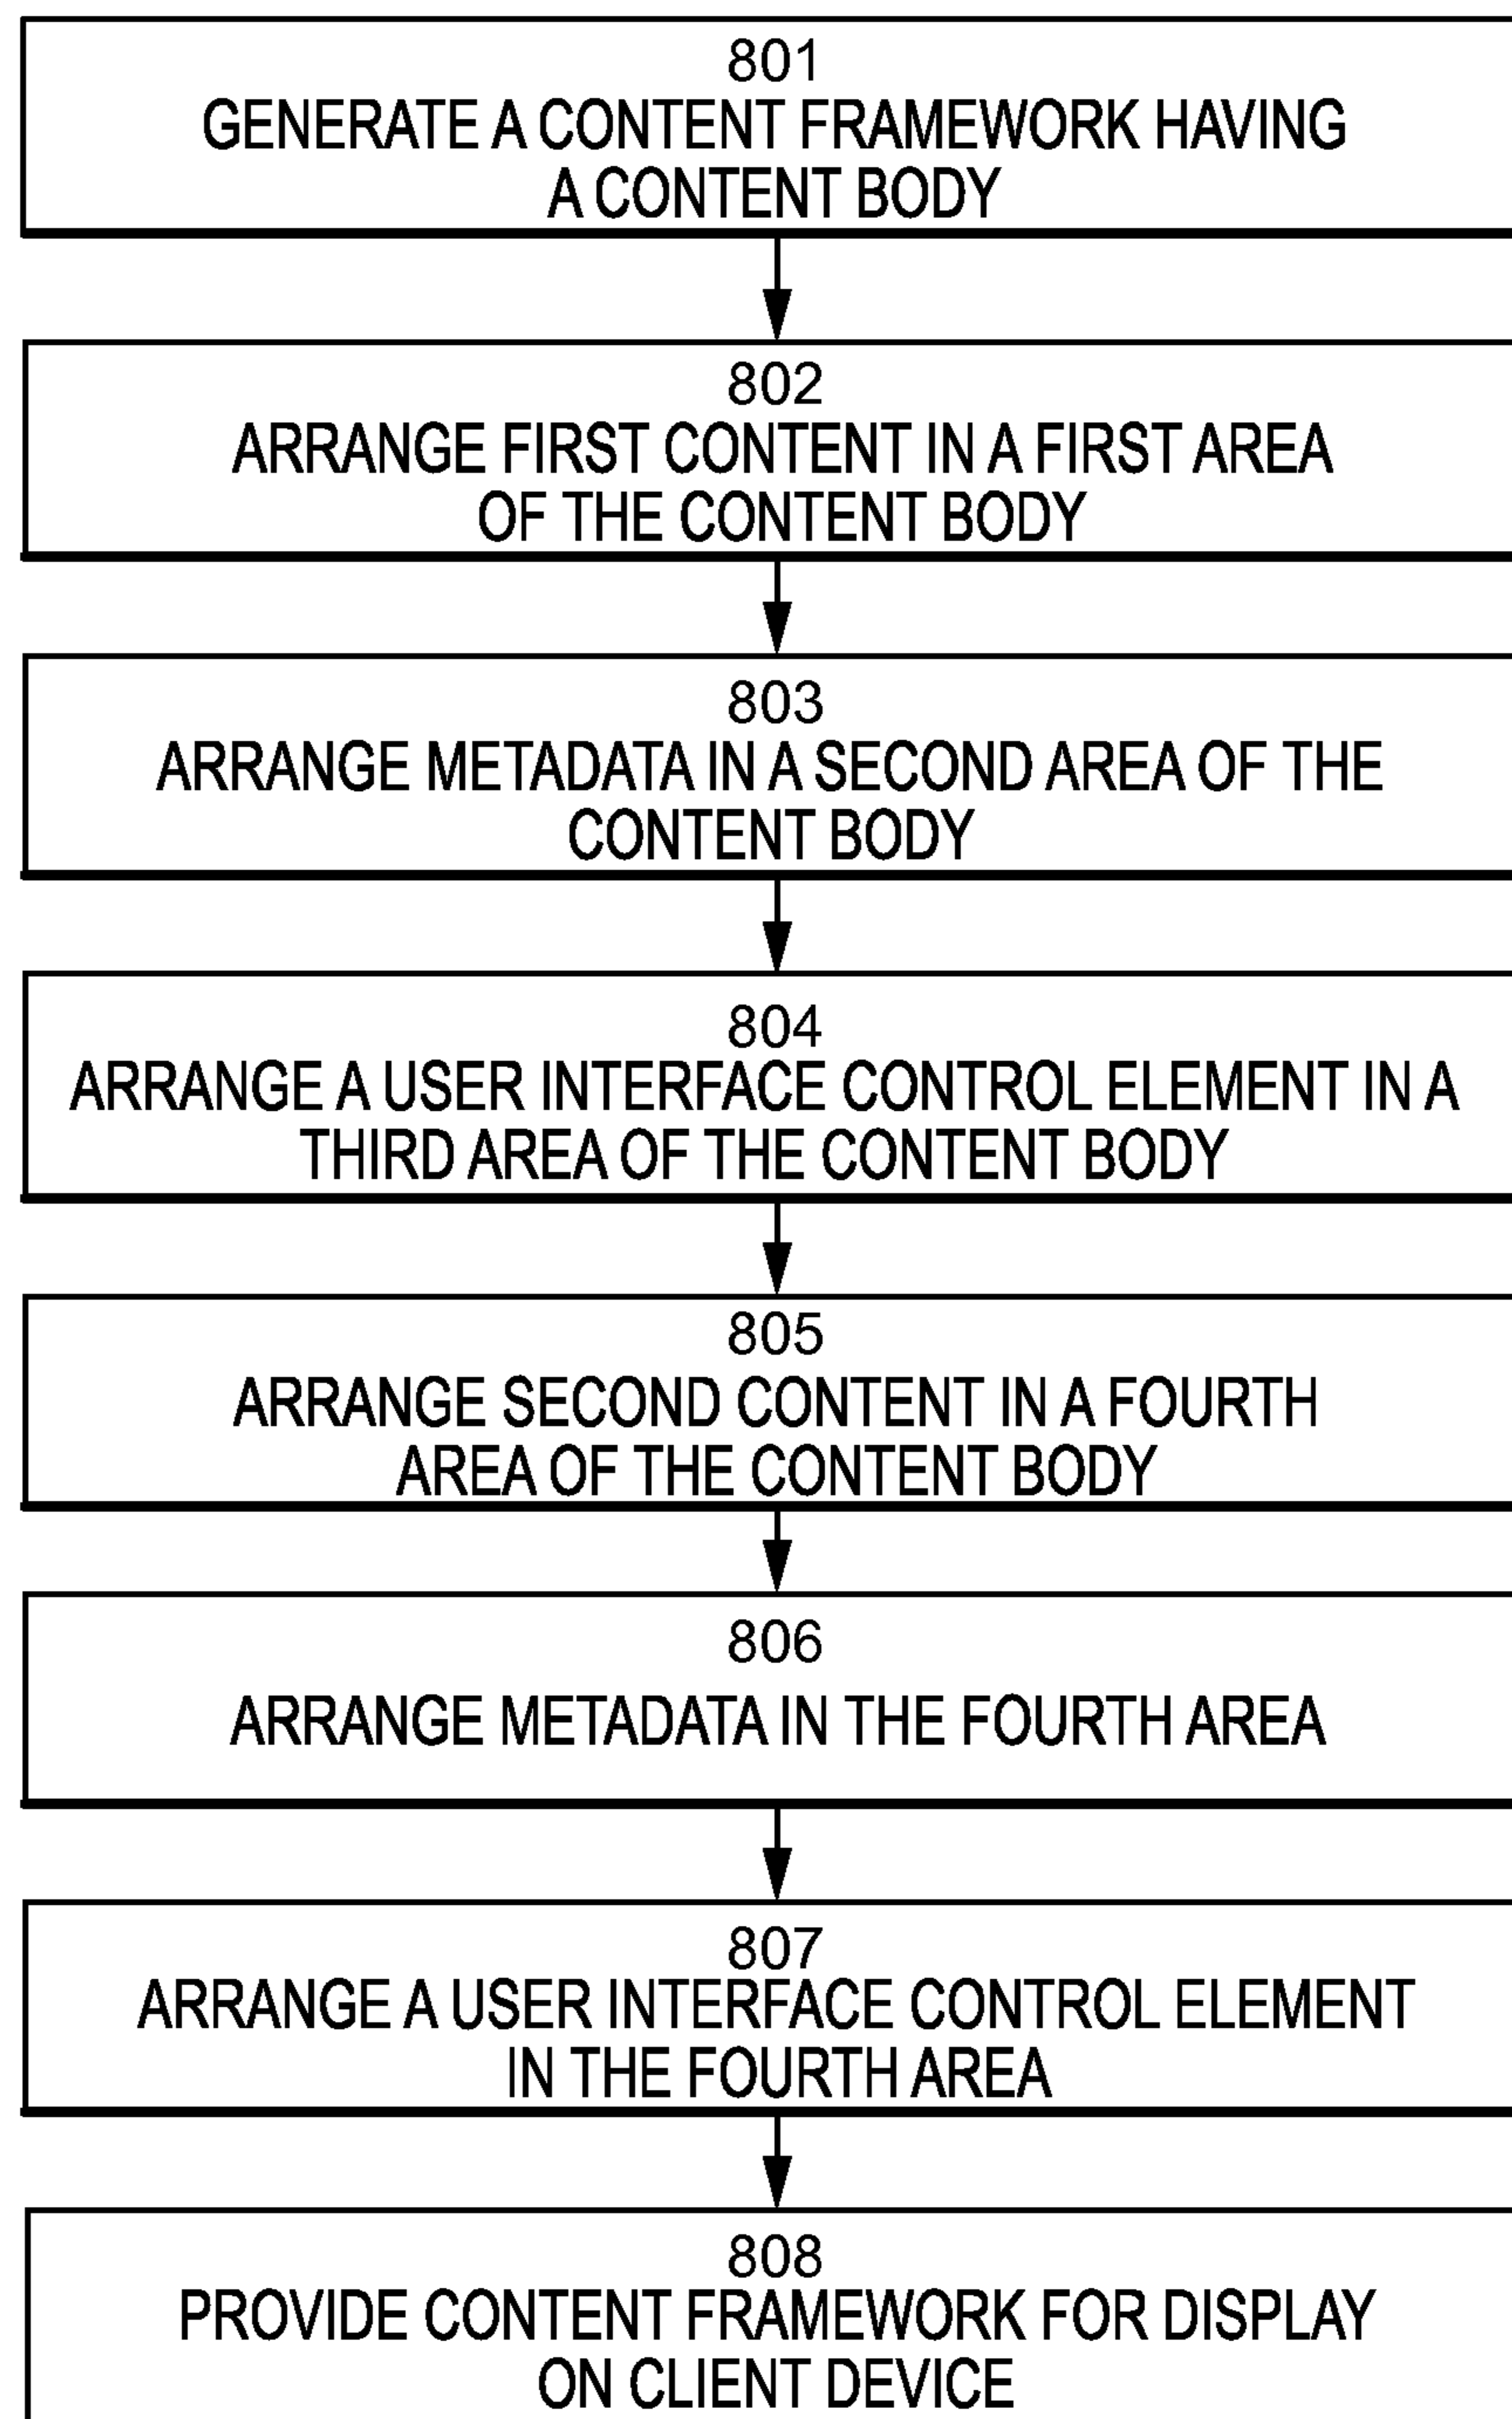 801
GENERATE A CONTENT FRAMEWORK HAVING
A CONTENT BODY
802
ARRANGE FIRST CONTENT IN A FIRST AREA
OF THE CONTENT BODY
803
ARRANGE METADATA IN A SECOND AREA OF THE
CONTENT BODY
804
ARRANGE A USER INTERFACE CONTROL ELEMENT IN A
THIRD AREA OF THE CONTENT BODY
805
ARRANGE SECOND CONTENT IN A FOURTH
AREA OF THE CONTENT BODY
806
ARRANGE METADATA IN THE FOURTH AREA
807
ARRANGE A USER INTERFACE CONTROL ELEMENT
IN THE FOURTH AREA
808
PROVIDE CONTENT FRAMEWORK FOR DISPLAY
ON CLIENT DEVICE